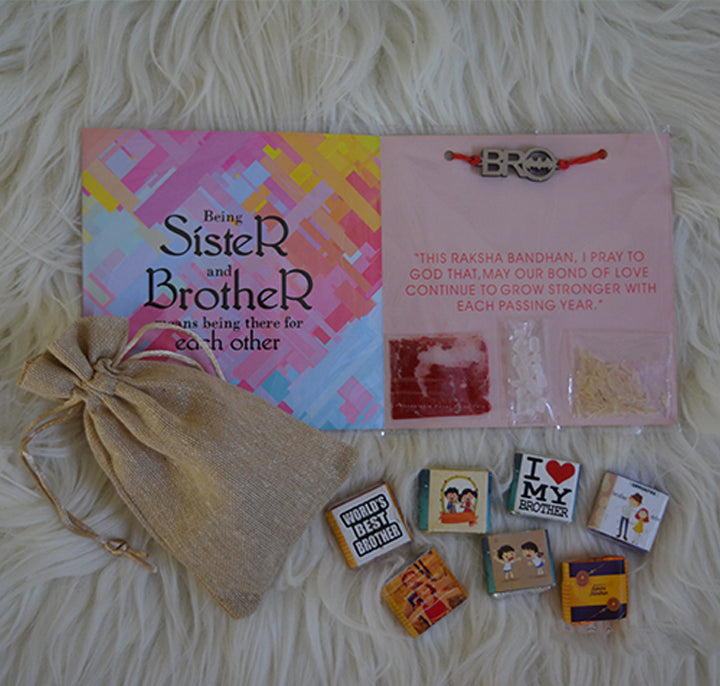 Being
SisteR
and
BrotheR
means being there for
each other
BRO
"THIS RAKSHA BANDHAN, I PRAY TO
GOD THAT, MAY OUR BOND OF LOVE
CONTINUE TO GROW STRONGER WITH
EACH PASSING YEAR."
WORLD'S
BEST
BROTHER
I ♥
MY
BROTHER